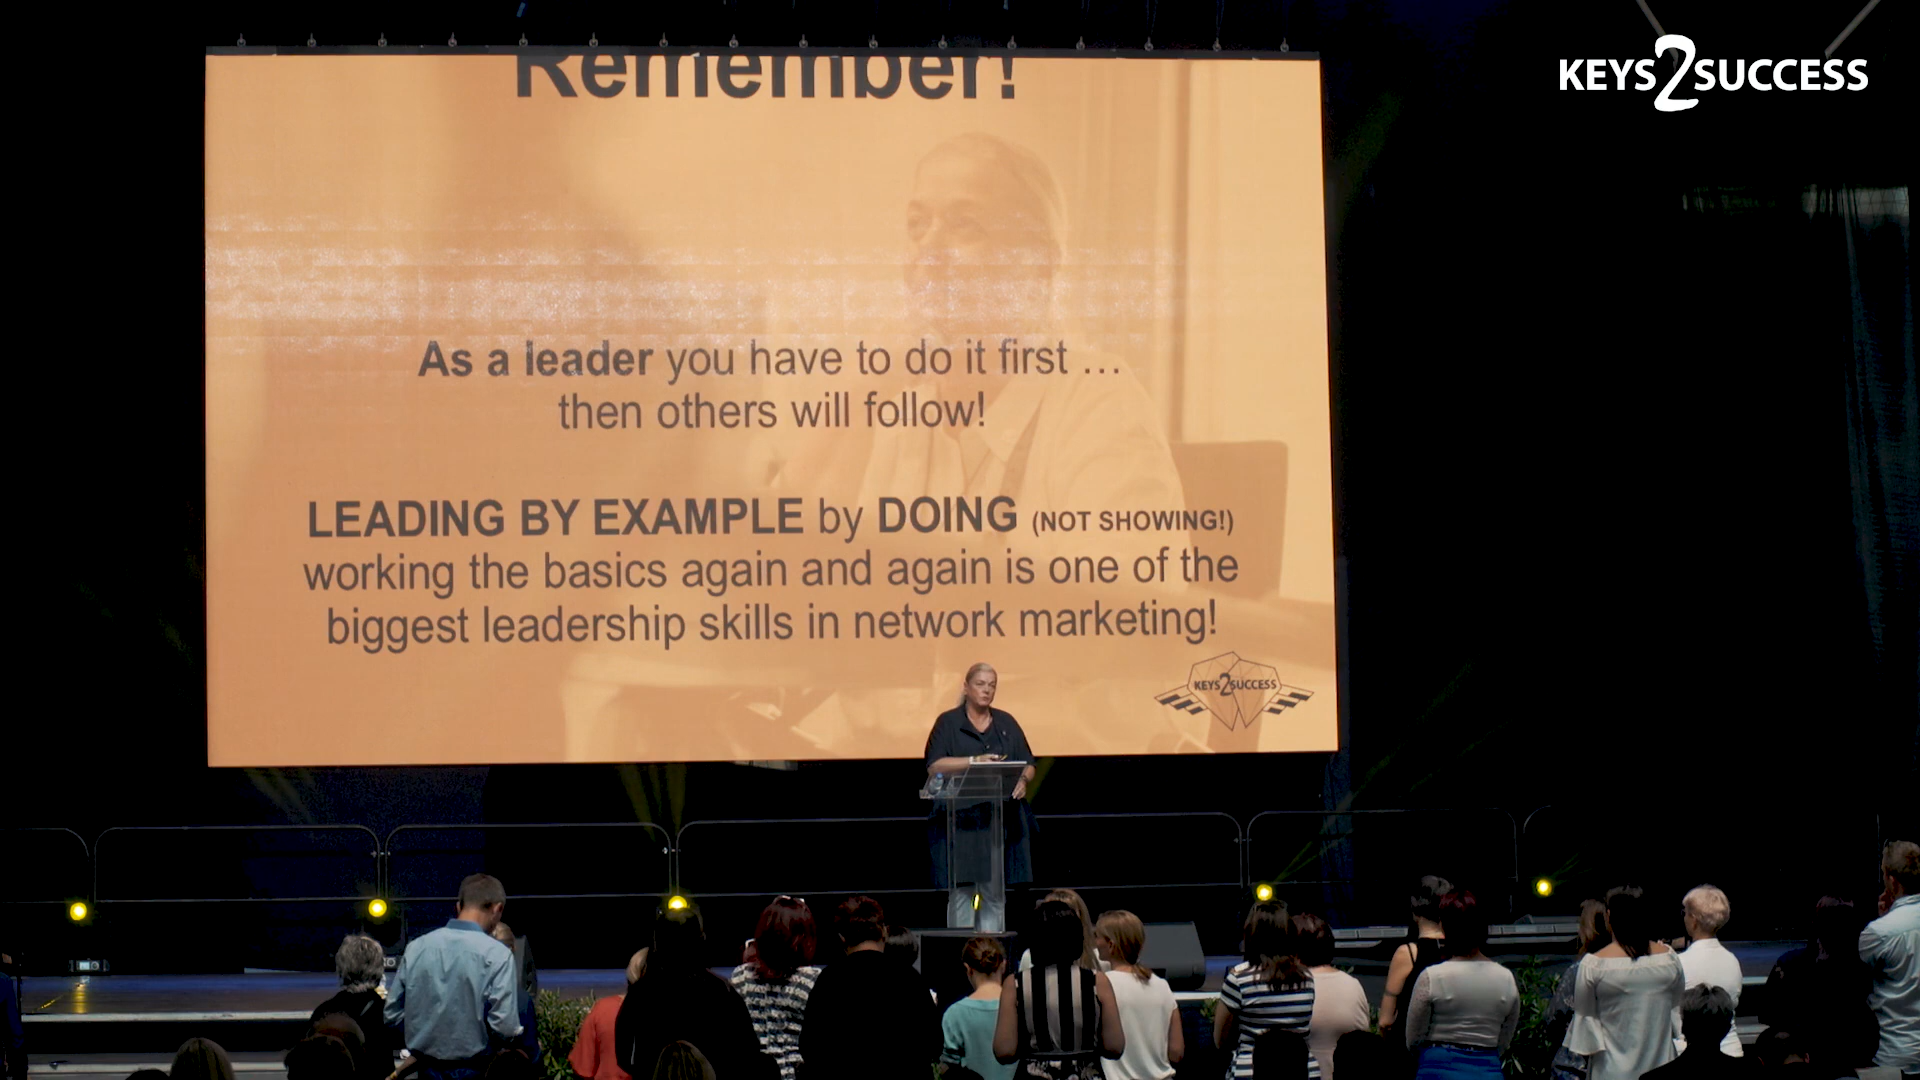 Remember!
KEYS2SUCCESS
As a leader you have to do it first ...
then others will follow!
LEADING BY EXAMPLE by DOING (NOT SHOWING!)
working the basics again and again is one of the
biggest leadership skills in network marketing!
KEYS2SUCCESS